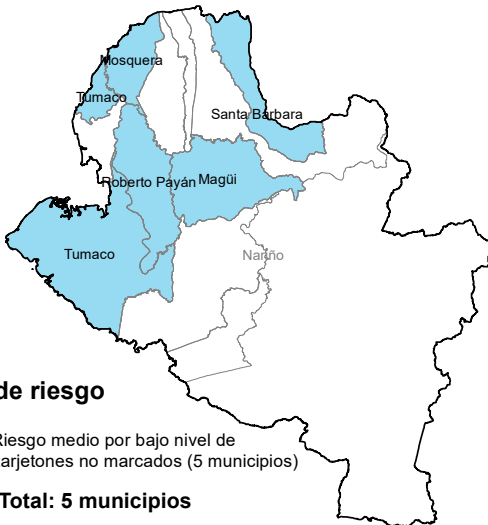 Mosquera
Tumaco
Santa Bárbara
Roberto Payán Magüi
Tumaco
Nariño
de riesgo
Riesgo medio por bajo nivel de
tarjetones no marcados (5 municipios)
Total: 5 municipios